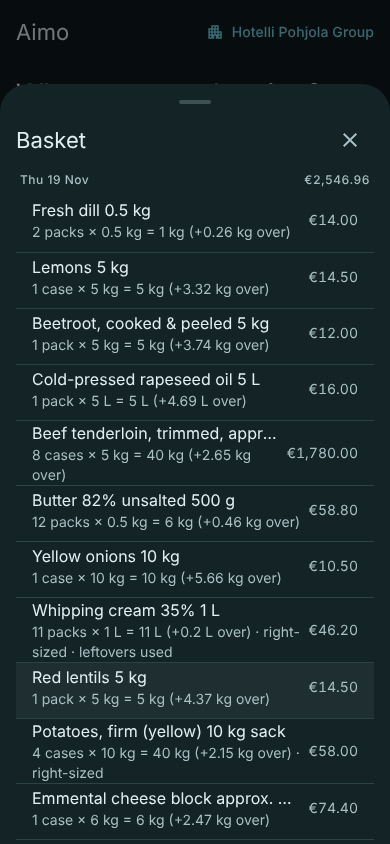 Aimo
Hotelli Pohjola Group
Basket
Thu 19 Nov
€2,546.96
Fresh dill 0.5 kg
2 packs × 0.5 kg = 1 kg (+0.26 kg over)
€14.00
Lemons 5 kg
1 case × 5 kg = 5 kg (+3.32 kg over)
€14.50
Beetroot, cooked & peeled 5 kg
1 pack × 5 kg = 5 kg (+3.74 kg over)
€12.00
Cold-pressed rapeseed oil 5 L
1 pack × 5 L = 5 L (+4.69 L over)
€16.00
Beef tenderloin, trimmed, appr...
8 cases × 5 kg = 40 kg (+2.65 kg
over)
€1,780.00
Butter 82% unsalted 500 g
12 packs × 0.5 kg = 6 kg (+0.46 kg over)
€58.80
Yellow onions 10 kg
1 case × 10 kg = 10 kg (+5.66 kg over)
€10.50
Whipping cream 35% 1 L
11 packs × 1 L = 11 L (+0.2 L over) · right-
sized · leftovers used
€46.20
Red lentils 5 kg
1 pack × 5 kg = 5 kg (+4.37 kg over)
€14.50
Potatoes, firm (yellow) 10 kg sack
4 cases × 10 kg = 40 kg (+2.15 kg over) ·
right-sized
€58.00
Emmental cheese block approx. ...
1 case × 6 kg = 6 kg (+2.47 kg over)
€74.40